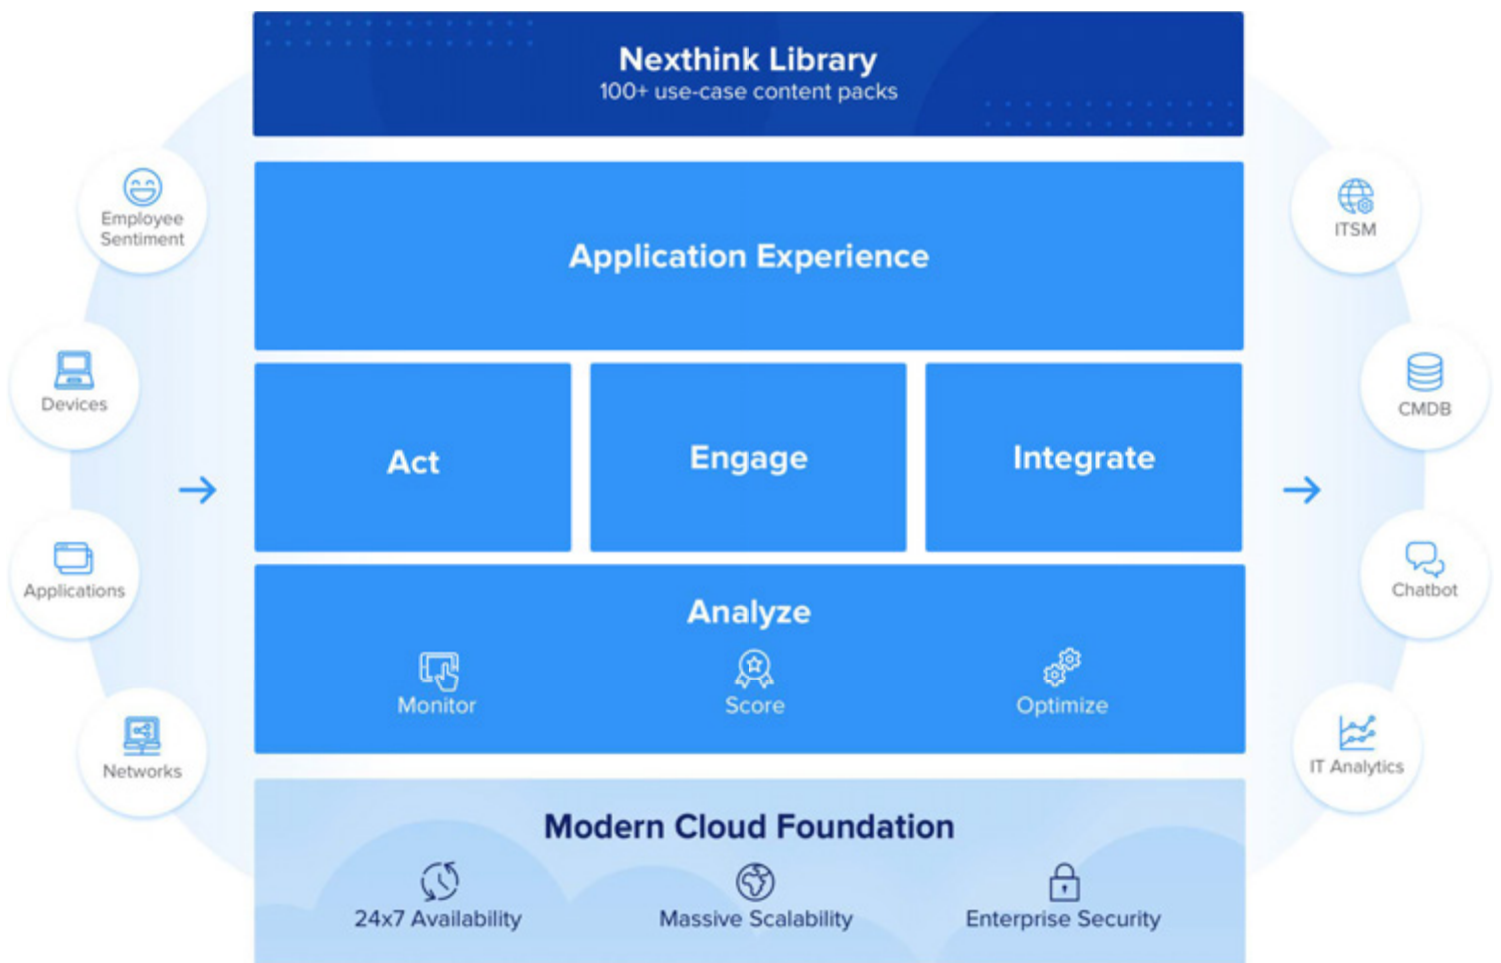 Nexthink Library
100+ use-case content packs
Employee
Sentiment
Devices
Applications
Networks
Application Experience
Act
Engage
Integrate
Analyze
Monitor
Score
Optimize
Modern Cloud Foundation
24x7 Availability
Massive Scalability
Enterprise Security
ITSM
CMDB
Chatbot
IT Analytics